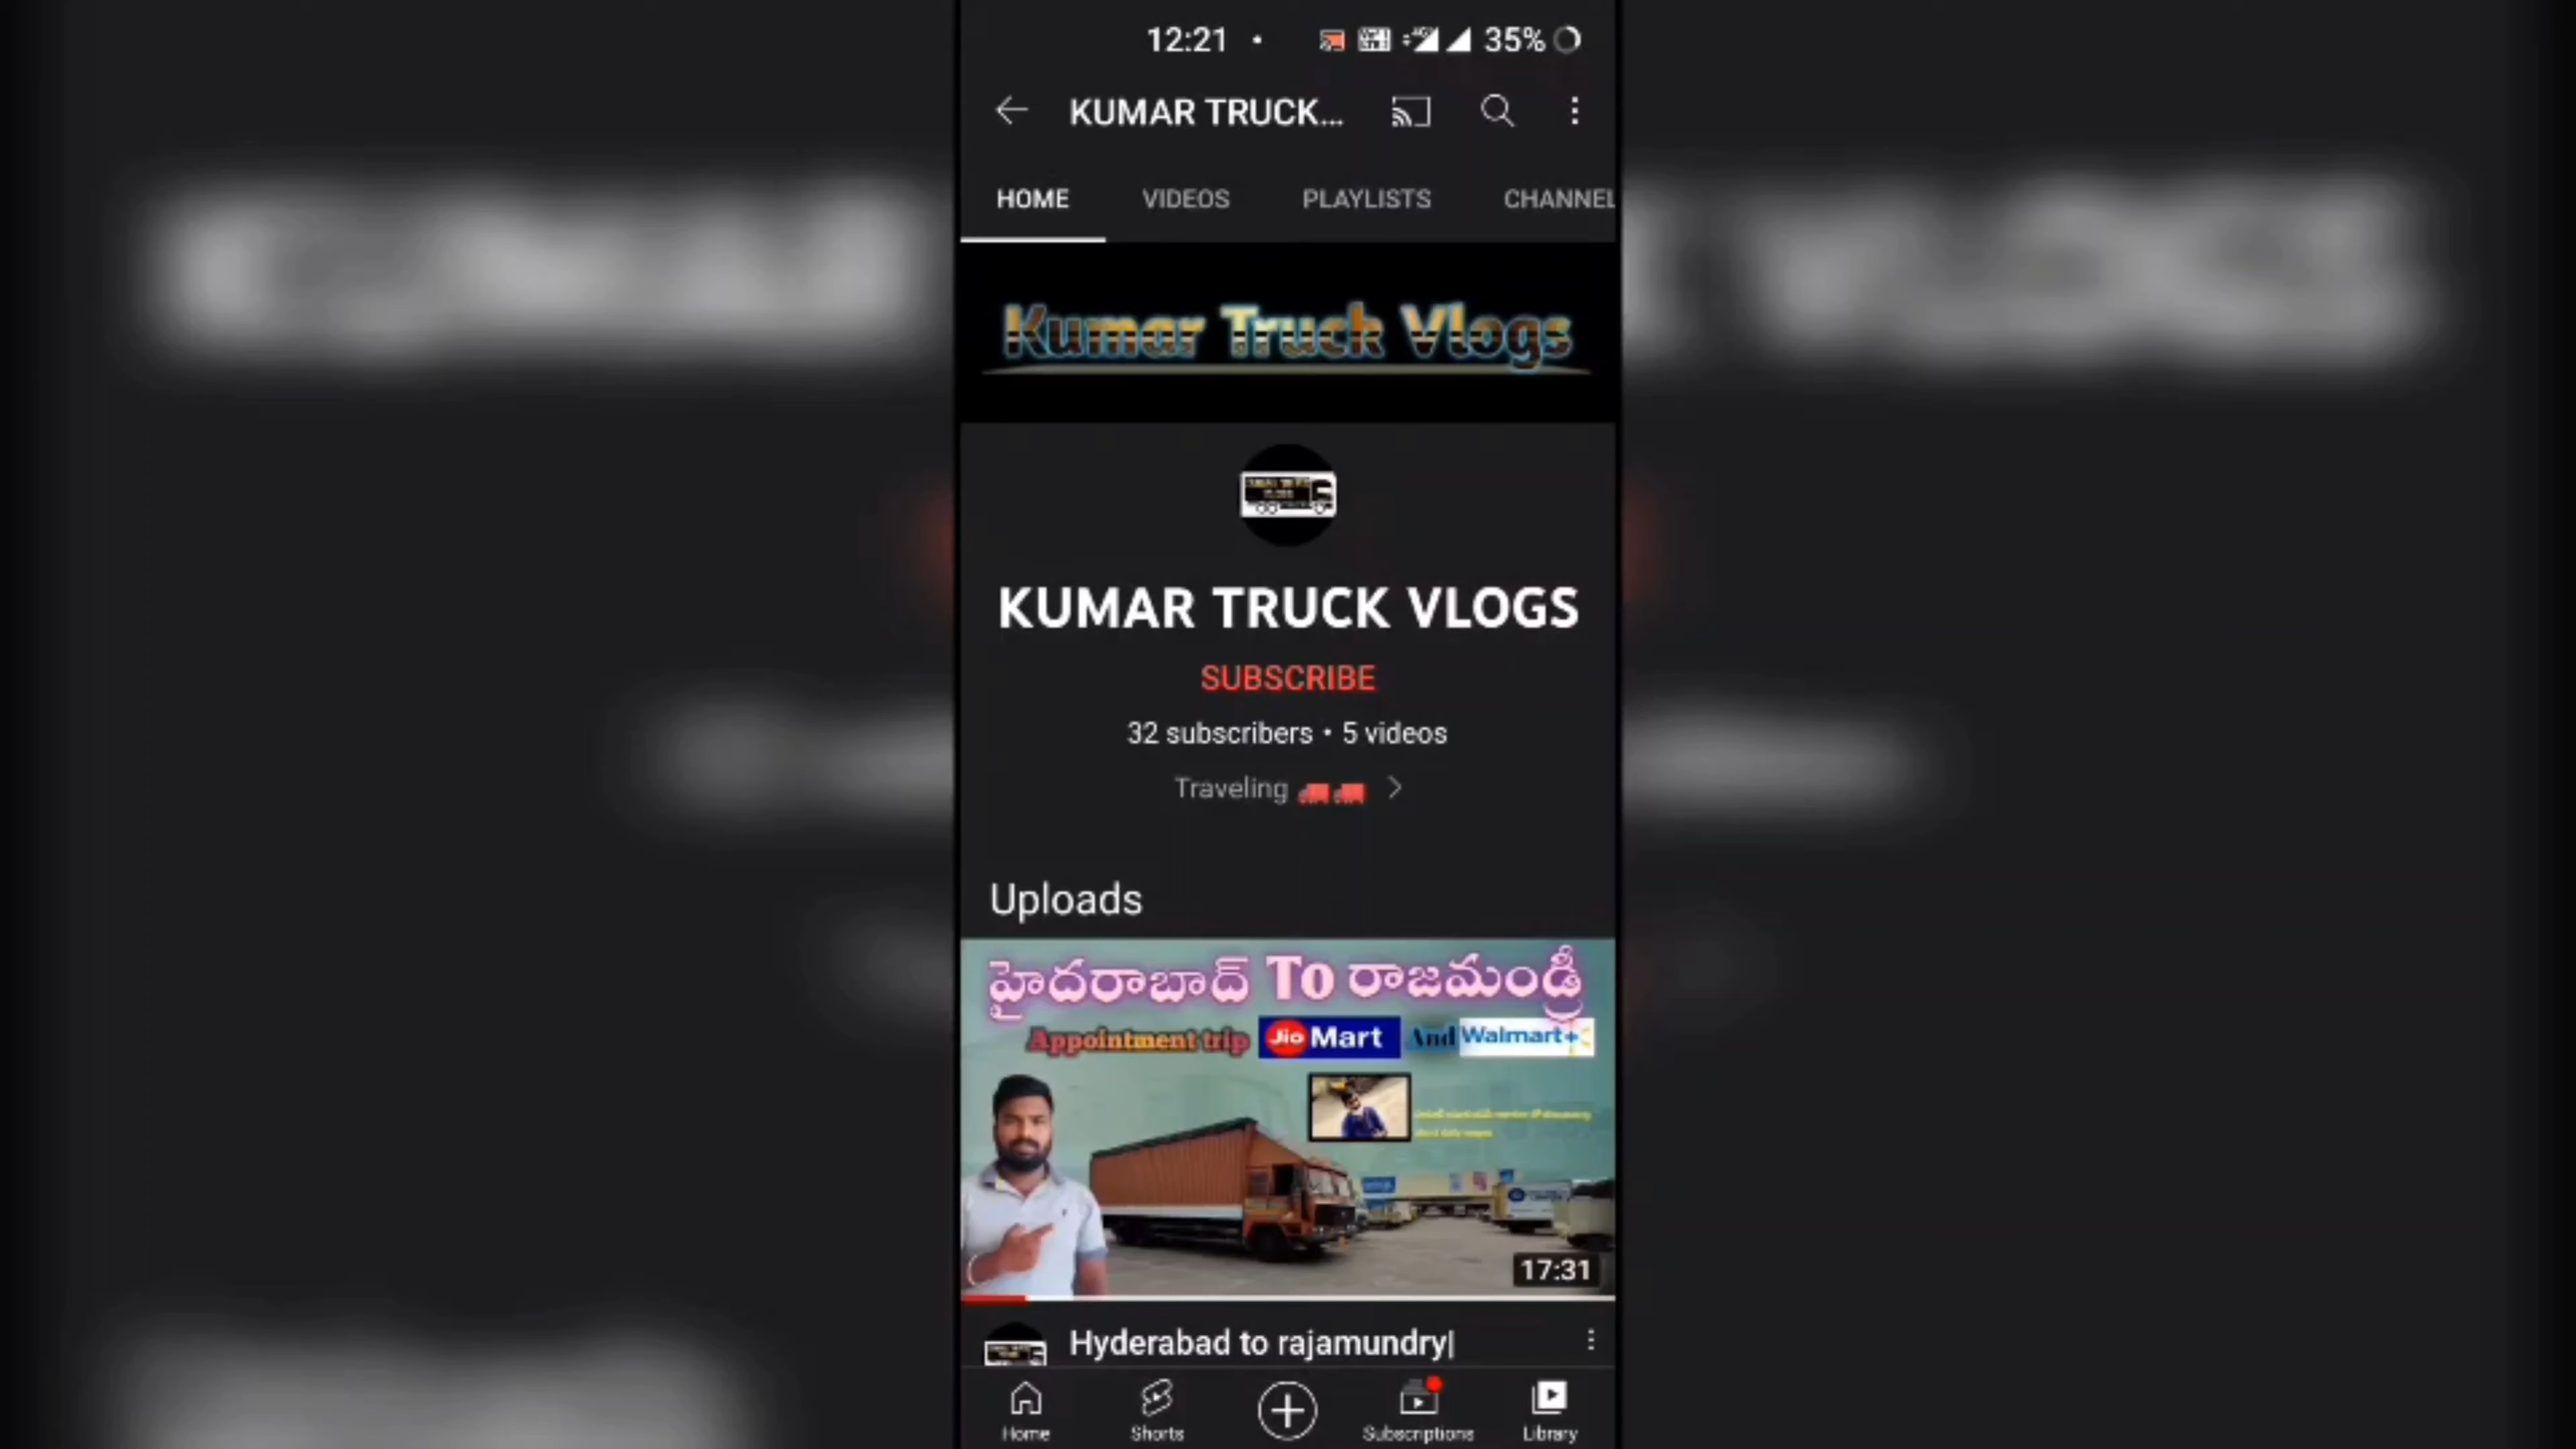 12:21
35%
KUMAR TRUCK...
HOME VIDEOS PLAYLISTS CHANNEL
Kumar Truck Vlogs
KUMAR TRUCK VLOGS
SUBSCRIBE
32 subscribers • 5 videos
Traveling
Uploads
హైదరాబాద్ To రాజమండ్రీ
Appointment trip Jio Mart And Walmart+
17:31
Hyderabad to rajamundry|
Home Shorts Subscriptions Library